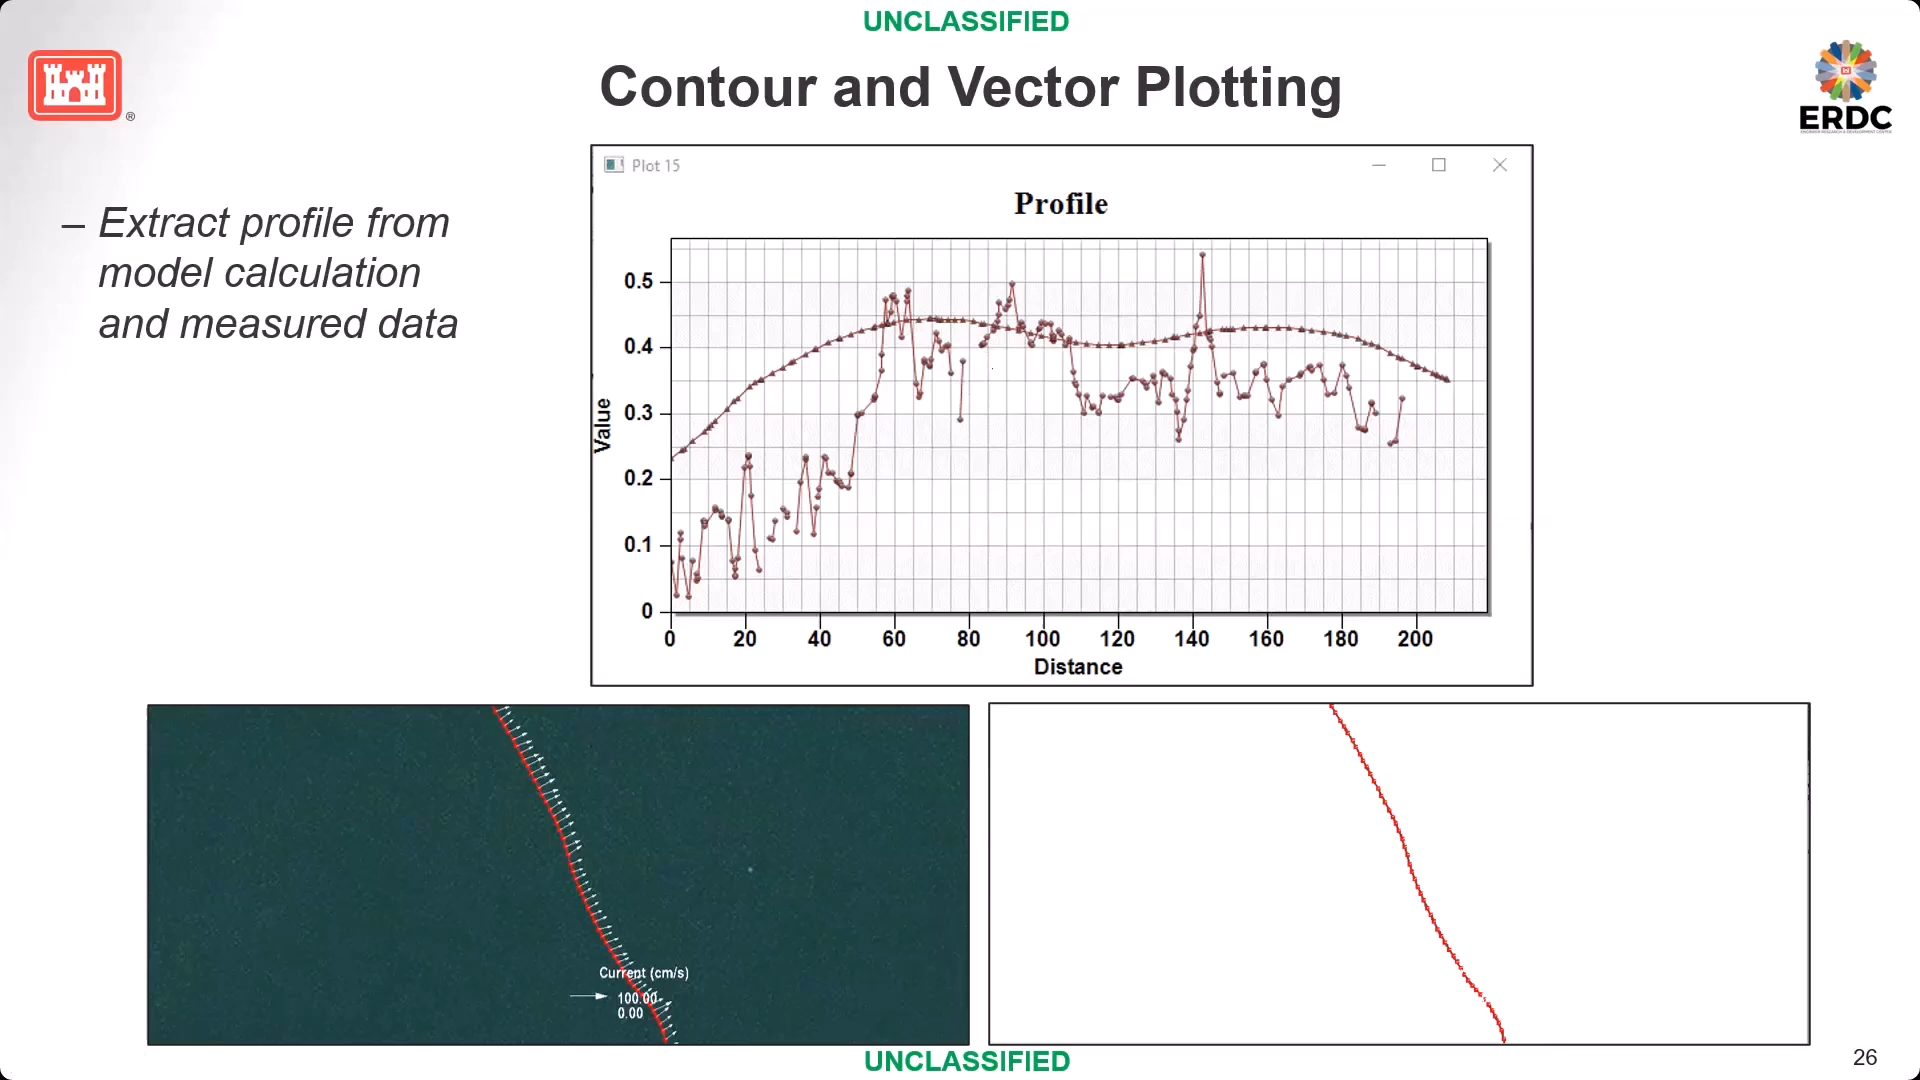 UNCLASSIFIED
Contour and Vector Plotting
®
ERDC
– Extract profile from
model calculation
and measured data
Plot 15
Profile
Value
0.5
0.4
0.3
0.2
0.1
0
0 20 40 60 80 100 120 140 160 180 200
Distance
Current (cm/s)
100.00
0.00
UNCLASSIFIED
26